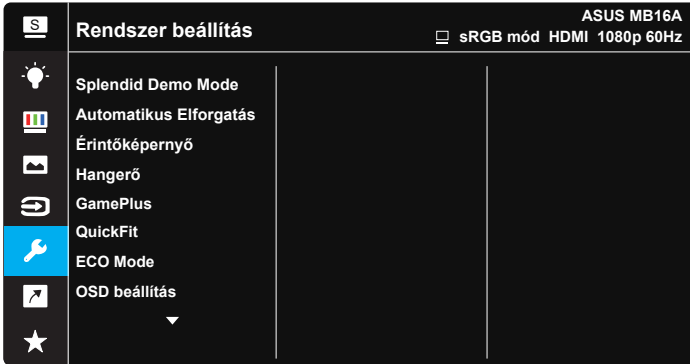 S
Rendszer beállítás
ASUS MB16A
sRGB mód HDMI 1080p 60Hz
Splendid Demo Mode
Automatikus Elforgatás
Érintőképernyő
Hangerő
GamePlus
QuickFit
ECO Mode
OSD beállítás